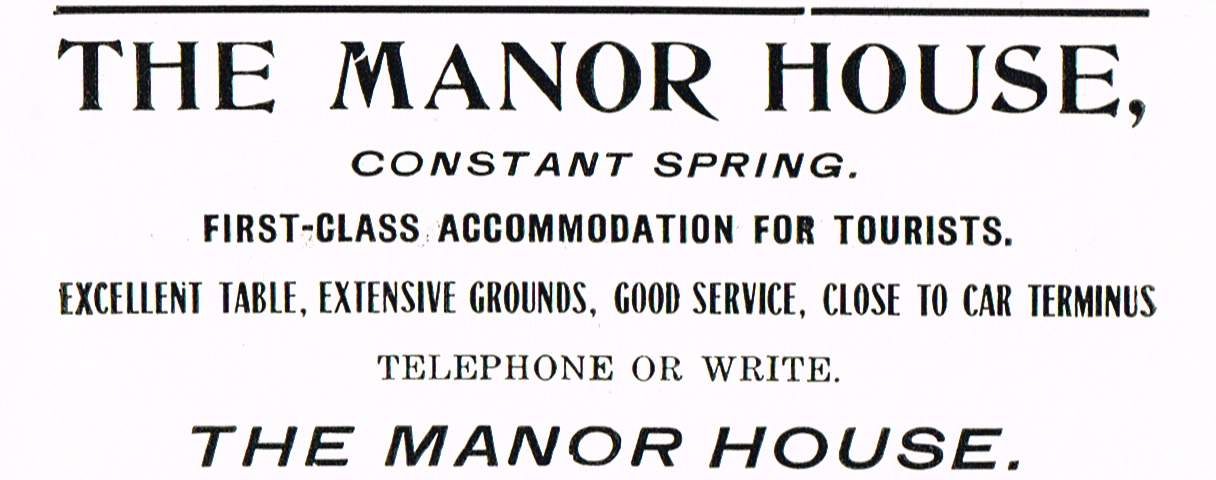 THE MANOR HOUSE,
CONSTANT SPRING.
FIRST-CLASS ACCOMMODATION FOR TOURISTS.
EXCELLENT TABLE, EXTENSIVE GROUNDS, GOOD SERVICE, CLOSE TO CAR TERMINUS
TELEPHONE OR WRITE.
THE MANOR HOUSE.